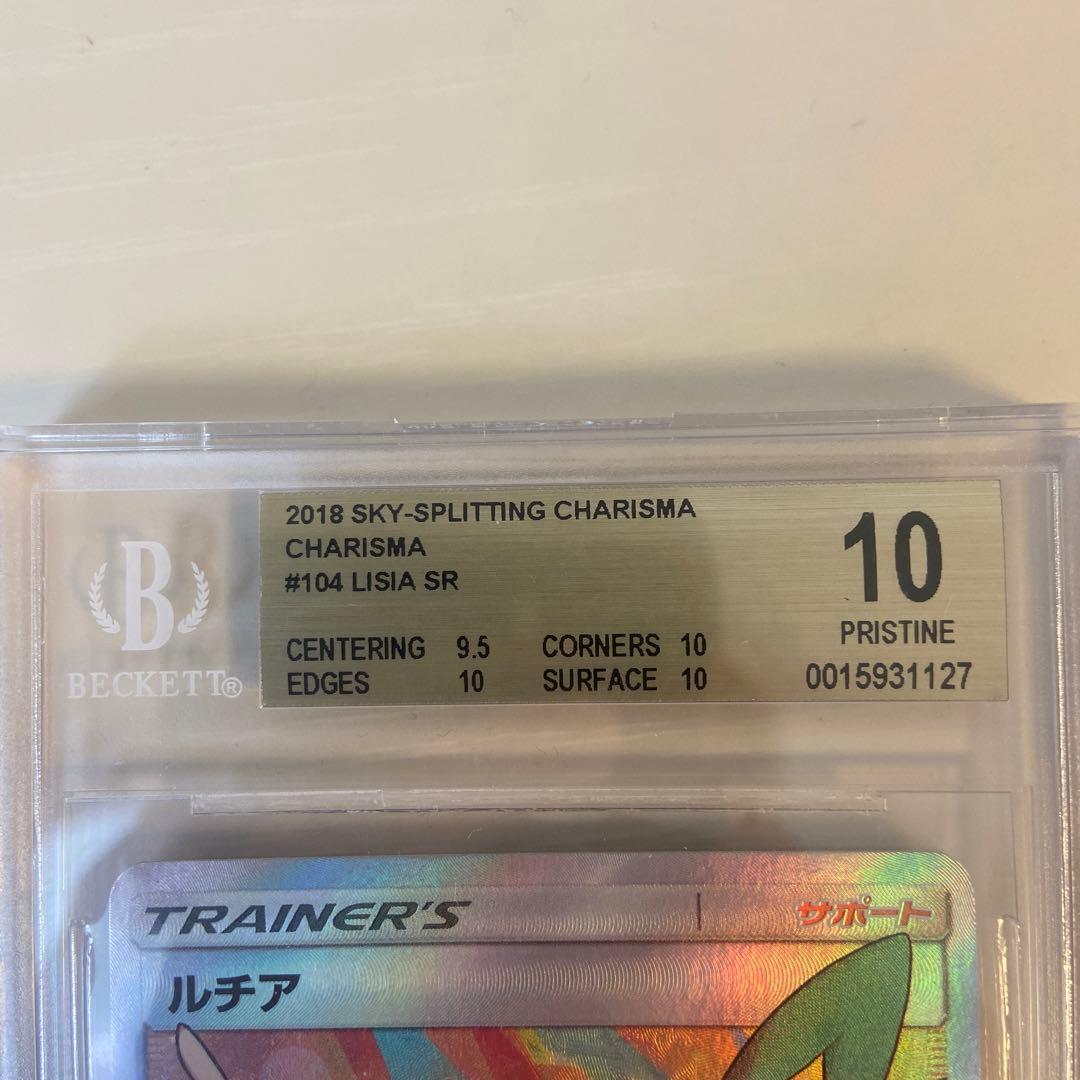 2018 SKY-SPLITTING CHARISMA
CHARISMA
#104 LISIA SR
CENTERING 9.5 CORNERS 10
EDGES 10 SURFACE 10
10
PRISTINE
0015931127
B
BECKETT®
TRAINER'S
サポート
ルチア